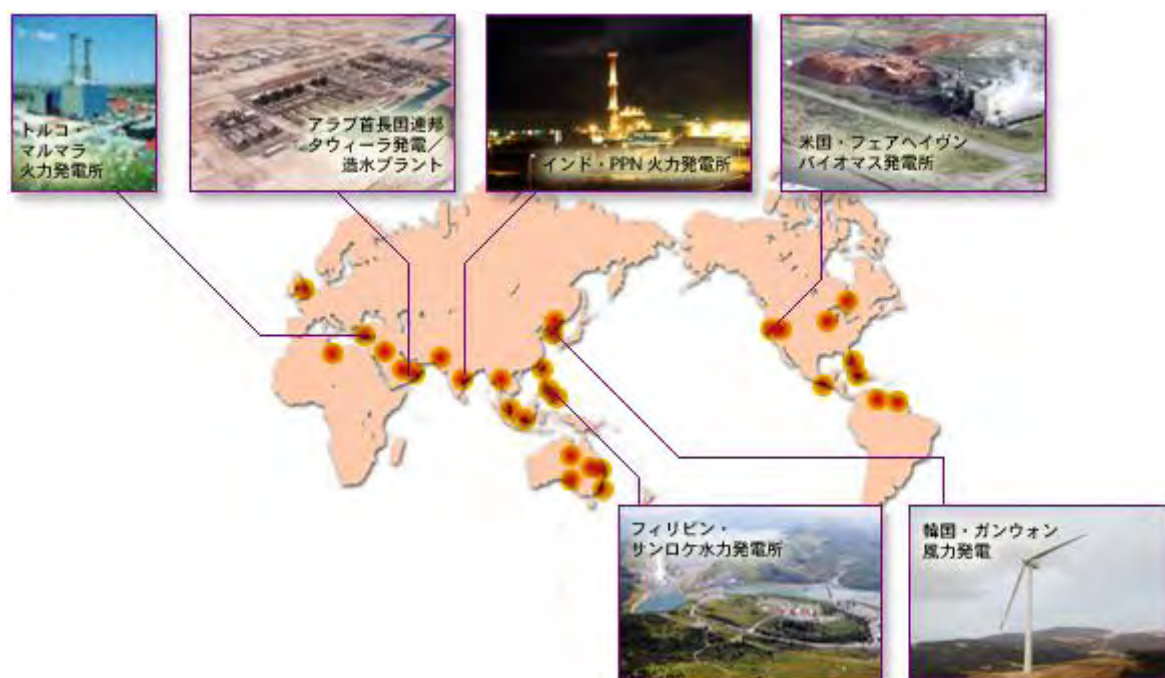 トルコ・
マルマラ
火力発電所
アラブ首長国連邦
タウィーラ発電／
造水プラント
インド・PPN 火力発電所
米国・フェアヘイヴン
バイオマス発電所
フィリピン・
サンロケ水力発電所
韓国・ガンウォン
風力発電